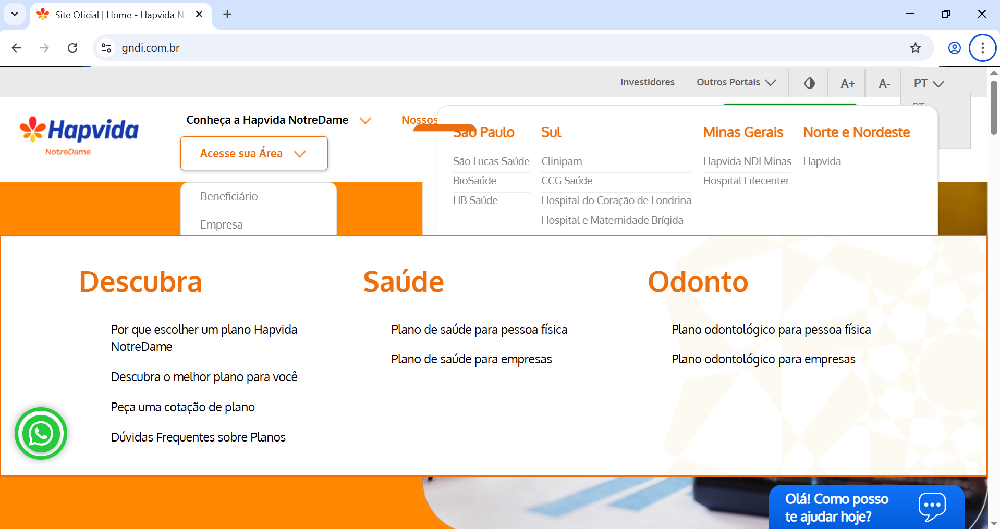 Site Oficial | Home - Hapvida N
gndi.com.br
Investidores
Outros Portais
A+
A-
PT
Hapvida
NotreDame
Conheça a Hapvida NotreDame
Nossos
Acesse sua Área
Beneficiário
Empresa
São Paulo
São Lucas Saúde
BioSaúde
HB Saúde
Sul
Clinipam
CCG Saúde
Hospital do Coração de Londrina
Hospital e Maternidade Brígida
Minas Gerais
Hapvida NDI Minas
Hospital Lifecenter
Norte e Nordeste
Hapvida
Descubra
Por que escolher um plano Hapvida
NotreDame
Descubra o melhor plano para você
Peça uma cotação de plano
Dúvidas Frequentes sobre Planos
Saúde
Plano de saúde para pessoa física
Plano de saúde para empresas
Odonto
Plano odontológico para pessoa física
Plano odontológico para empresas
Olá! Como posso
te ajudar hoje?